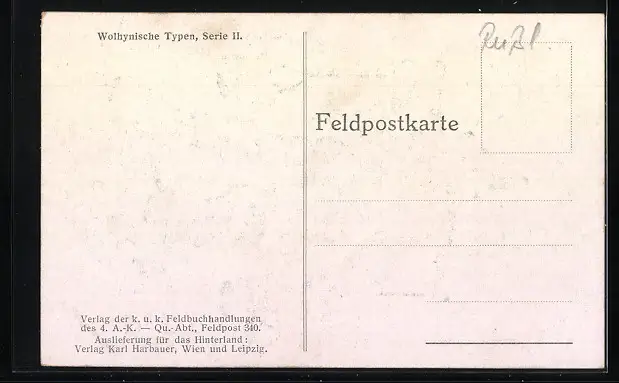 Wolhynische Typen, Serie II.
Rußl
Feldpostkarte
Verlag der k. u. k. Feldbuchhandlungen
des 4. A.-K. — Qu.-Abt., Feldpost 340.
Auslieferung für das Hinterland:
Verlag Karl Harbauer, Wien und Leipzig.